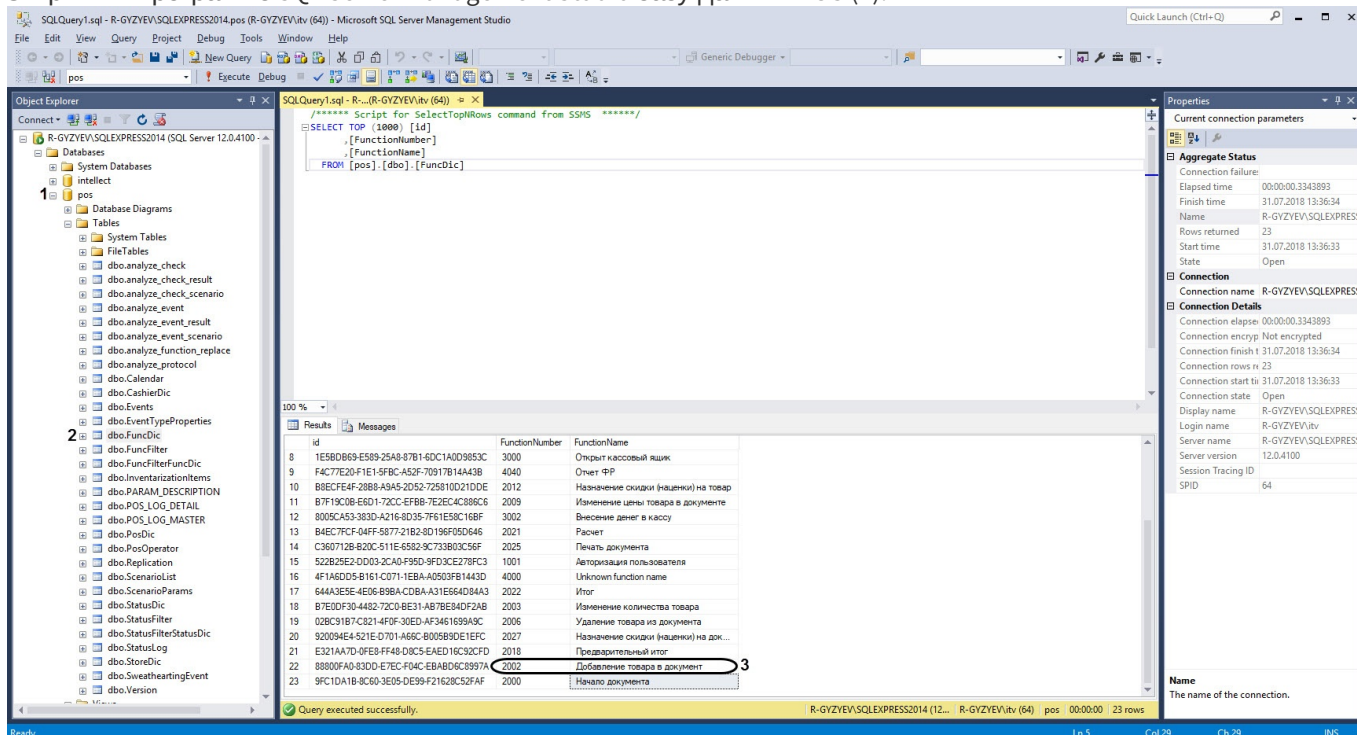 SQLQuery1.sql - R-GYZYEV\SQLEXPRESS2014.pos (R-GYZYEV\itv (64)) - Microsoft SQL Server Management Studio
Quick Launch (Ctrl+Q)
File Edit View Query Project Debug Tools Window Help
New Query
Generic Debugger
pos
Execute Debug
Object Explorer
Connect
R-GYZYEV\SQLEXPRESS2014 (SQL Server 12.0.4100 -
Databases
System Databases
intellect
1 pos
Database Diagrams
Tables
System Tables
FileTables
dbo.analyze_check
dbo.analyze_check_result
dbo.analyze_check_scenario
dbo.analyze_event
dbo.analyze_event_result
dbo.analyze_event_scenario
dbo.analyze_function_replace
dbo.analyze_protocol
dbo.Calendar
dbo.CashierDic
dbo.Events
dbo.EventTypeProperties
2 dbo.FuncDic
dbo.FuncFilter
dbo.FuncFilterFuncDic
dbo.InventarizationItems
dbo.PARAM_DESCRIPTION
dbo.POS_LOG_DETAIL
dbo.POS_LOG_MASTER
dbo.PosDic
dbo.PosOperator
dbo.Replication
dbo.ScenarioList
dbo.ScenarioParams
dbo.StatusDic
dbo.StatusFilter
dbo.StatusFilterStatusDic
dbo.StatusLog
dbo.StoreDic
dbo.SweatheartingEvent
dbo.Version
SQLQuery1.sql - R-...(R-GYZYEV\itv (64))
/****** Script for SelectTopNRows command from SSMS ******/
SELECT TOP (1000) [id]
,[FunctionNumber]
,[FunctionName]
FROM [pos].[dbo].[FuncDic]
100 %
Results Messages
id FunctionNumber FunctionName
8 1E5BDB69-E589-25A8-87B1-6DC1A0D9853C 3000 Открыт кассовый ящик
9 F4C77E20-F1E1-5FBC-A52F-70917B14A43B 4040 Отчет ФР
10 B8ECFE4F-28B8-A9A5-2D52-725810D21DDE 2012 Назначение скидки (наценки) на товар
11 B7F19C0B-E6D1-72CC-EFBB-7E2EC4C886C6 2009 Изменение цены товара в документе
12 8005CA53-383D-A216-8D35-7F61E58C16BF 3002 Внесение денег в кассу
13 B4EC7FCF-04FF-5877-21B2-8D196F05D646 2021 Расчет
14 C360712B-B20C-511E-6582-9C733B03C56F 2025 Печать документа
15 522B25E2-DD03-2CA0-F95D-9FD3CE278FC3 1001 Авторизация пользователя
16 4F1A6DD5-B161-C071-1EBA-A0503FB1443D 4000 Unknown function name
17 644A3E5E-4E06-B9BA-CDBA-A31E664D84A3 2022 Итог
18 B7E0DF30-4482-72C0-BE31-AB7BE84DF2AB 2003 Изменение количества товара
19 02BC91B7-C821-4F0F-30ED-AF3461699A9C 2006 Удаление товара из документа
20 920094E4-521E-D701-A66C-B005B9DE1EFC 2027 Назначение скидки (наценки) на док...
21 E321AA7D-0FE8-FF48-D8C5-EAED16C92CFD 2018 Предварительный итог
22 88800FA0-83DD-E7EC-F04C-EBABD6C8997A 2002 Добавление товара в документ 3
23 9FC1DA1B-8C60-3E05-DE99-F21628C52FAF 2000 Начало документа
Query executed successfully.
R-GYZYEV\SQLEXPRESS2014 (12... R-GYZYEV\itv (64) pos 00:00:00 23 rows
Properties
Current connection parameters
Aggregate Status
Connection failure
Elapsed time 00:00:00.3343893
Finish time 31.07.2018 13:36:34
Name R-GYZYEV\SQLEXPRES
Rows returned 23
Start time 31.07.2018 13:36:33
State Open
Connection
Connection name R-GYZYEV\SQLEXPRES
Connection Details
Connection elapse 00:00:00.3343893
Connection encryp Not encrypted
Connection finish t 31.07.2018 13:36:34
Connection rows re 23
Connection start ti 31.07.2018 13:36:33
Connection state Open
Display name R-GYZYEV\SQLEXPRES
Login name R-GYZYEV\itv
Server name R-GYZYEV\SQLEXPRES
Server version 12.0.4100
Session Tracing ID
SPID 64
Name
The name of the connection.
Ready
Ln 5 Col 29 Ch 29 INS